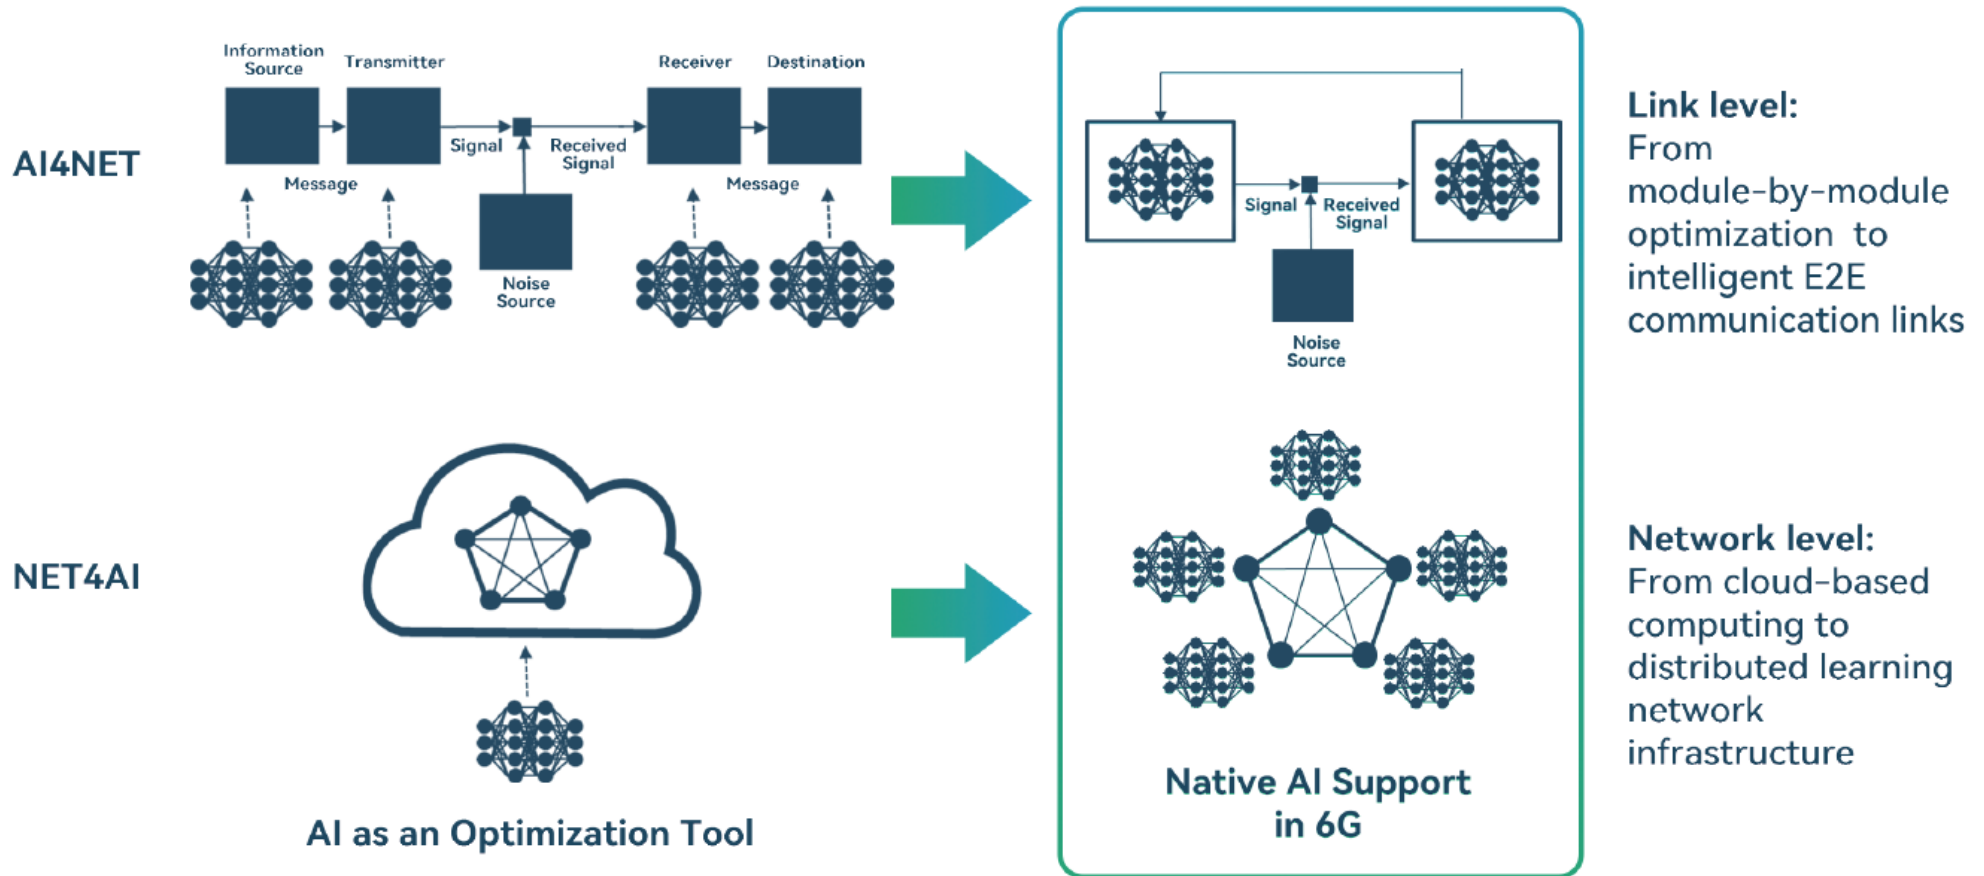 AI4NET
Information
Source
Transmitter
Receiver
Destination
Signal
Received
Signal
Message
Message
Noise
Source
Signal
Received
Signal
Noise
Source
Link level:
From
module-by-module
optimization to
intelligent E2E
communication links
NET4AI
AI as an Optimization Tool
Native AI Support
in 6G
Network level:
From cloud-based
computing to
distributed learning
network
infrastructure